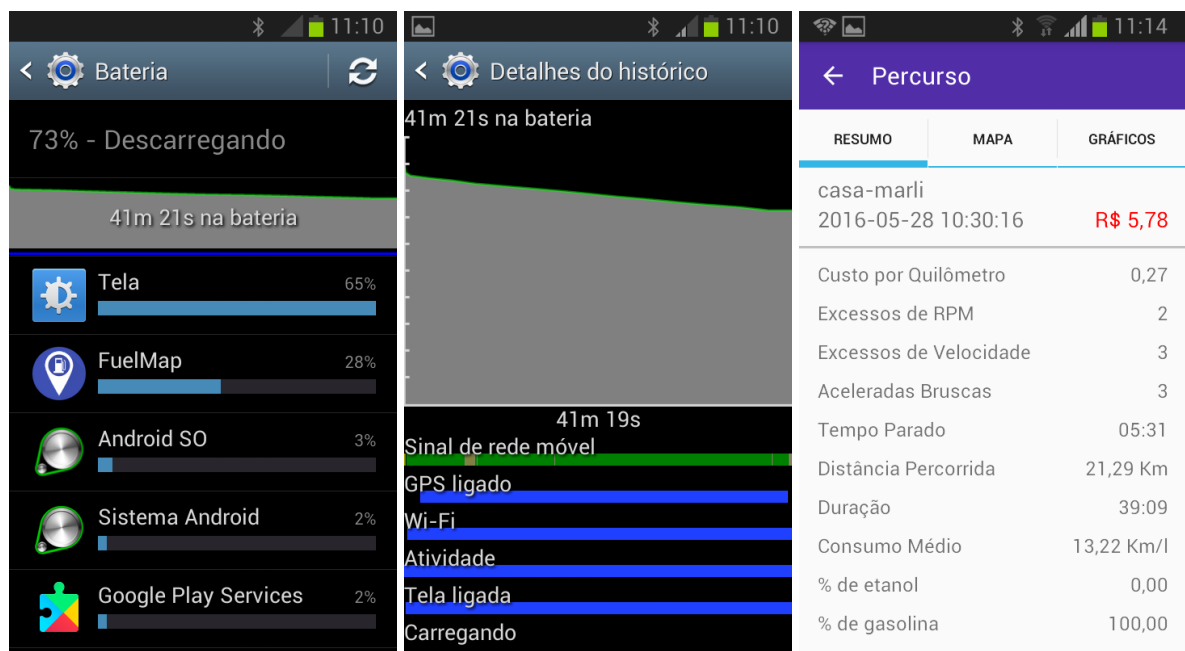 11:10
Bateria
73% - Descarregando
41m 21s na bateria
Tela 65%
FuelMap 28%
Android SO 3%
Sistema Android 2%
Google Play Services 2%
11:10
Detalhes do histórico
41m 21s na bateria
41m 19s
Sinal de rede móvel
GPS ligado
Wi-Fi
Atividade
Tela ligada
Carregando
11:14
Percurso
RESUMO MAPA GRÁFICOS
casa-marli
2016-05-28 10:30:16 R$ 5,78
Custo por Quilômetro 0,27
Excessos de RPM 2
Excessos de Velocidade 3
Aceleradas Bruscas 3
Tempo Parado 05:31
Distância Percorrida 21,29 Km
Duração 39:09
Consumo Médio 13,22 Km/l
% de etanol 0,00
% de gasolina 100,00